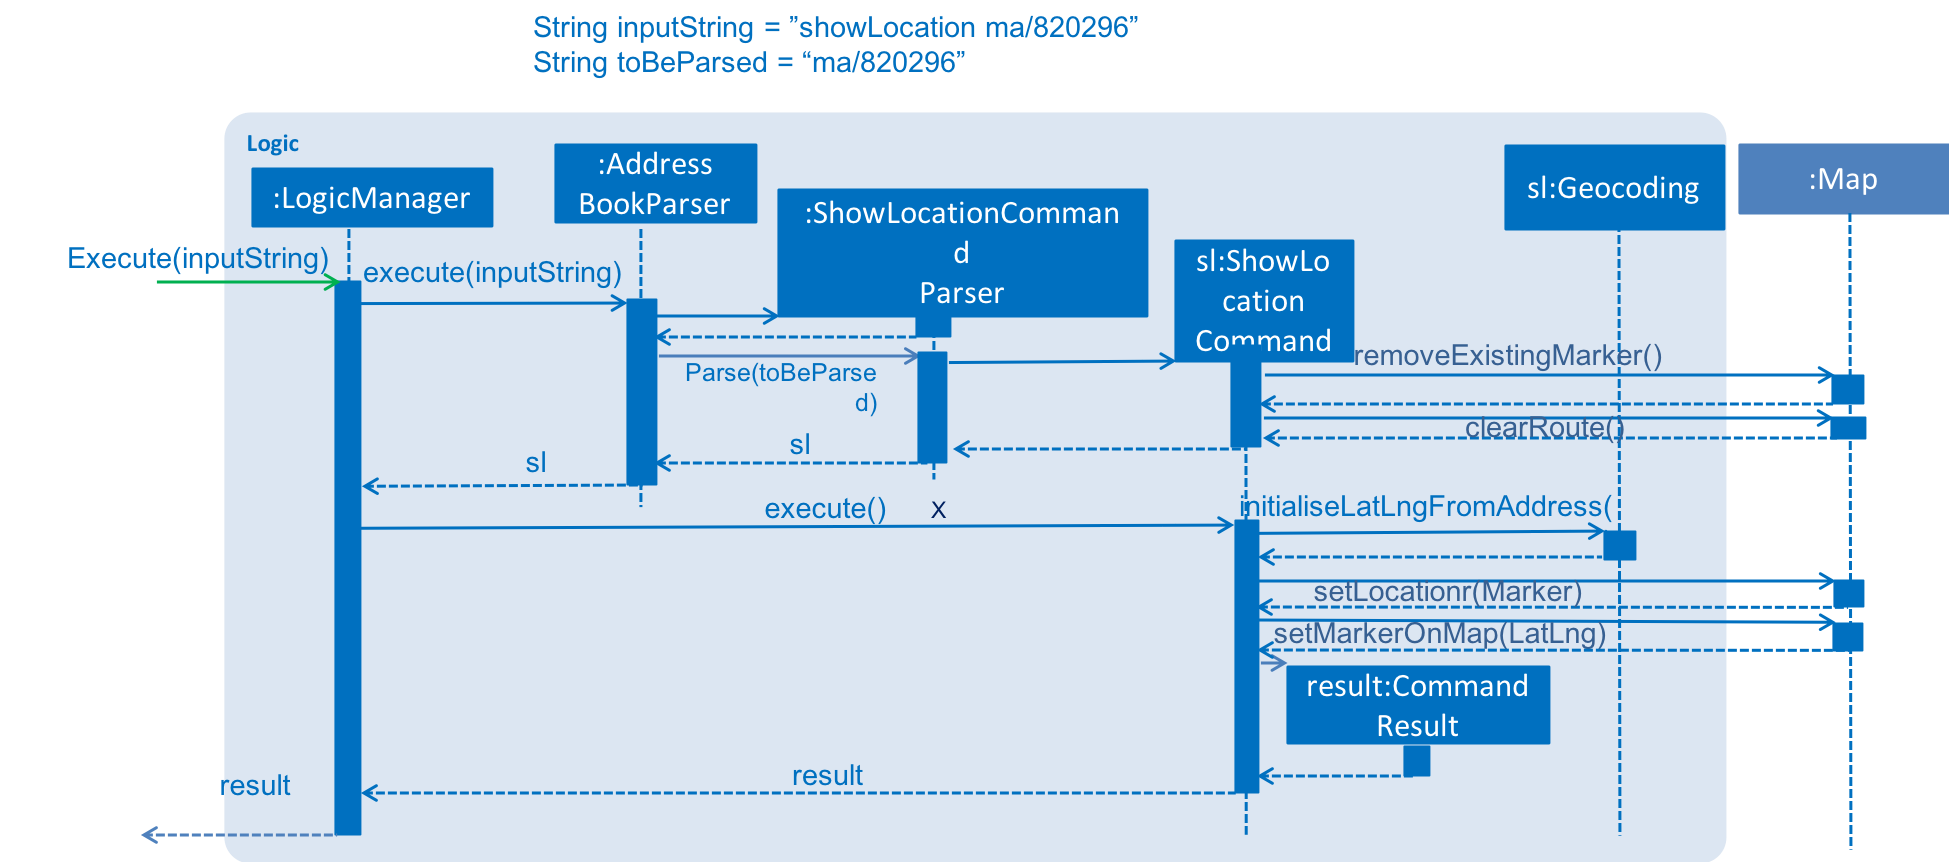 String inputString = ”showLocation ma/820296”
String toBeParsed = “ma/820296”
Logic
:LogicManager
:Address
BookParser
:ShowLocationComman
d
Parser
sl:ShowLo
cation
Command
sl:Geocoding
:Map
Execute(inputString)
execute(inputString)
removeExistingMarker()
Parse(toBeParse
d)
clearRoute()
sl
sl
execute()
X
initialiseLatLngFromAddress(
setLocationr(Marker)
setMarkerOnMap(LatLng)
result:Command
Result
result
result